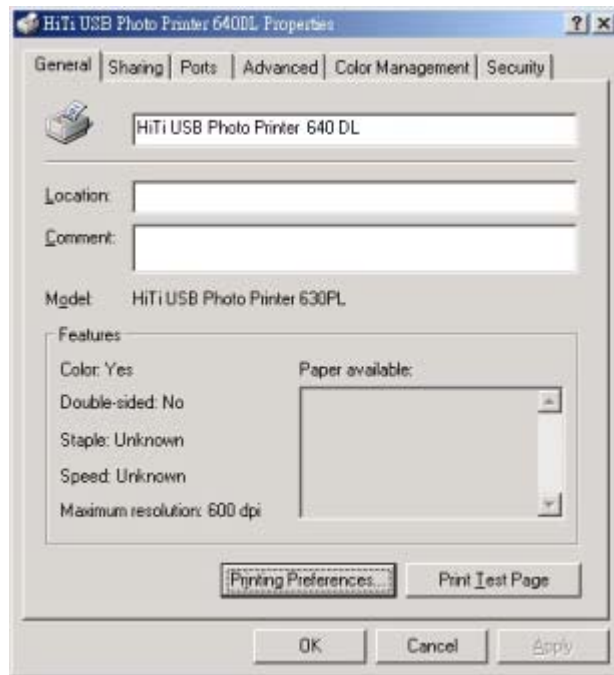 HiTi USB Photo Printer 640DL Properties
General Sharing Ports Advanced Color Management Security
HiTi USB Photo Printer 640 DL
Location:
Comment:
Model: HiTi USB Photo Printer 630PL
Features
Color: Yes
Paper available:
Double-sided: No
Staple: Unknown
Speed: Unknown
Maximum resolution: 600 dpi
Printing Preferences... Print Test Page
OK Cancel Apply